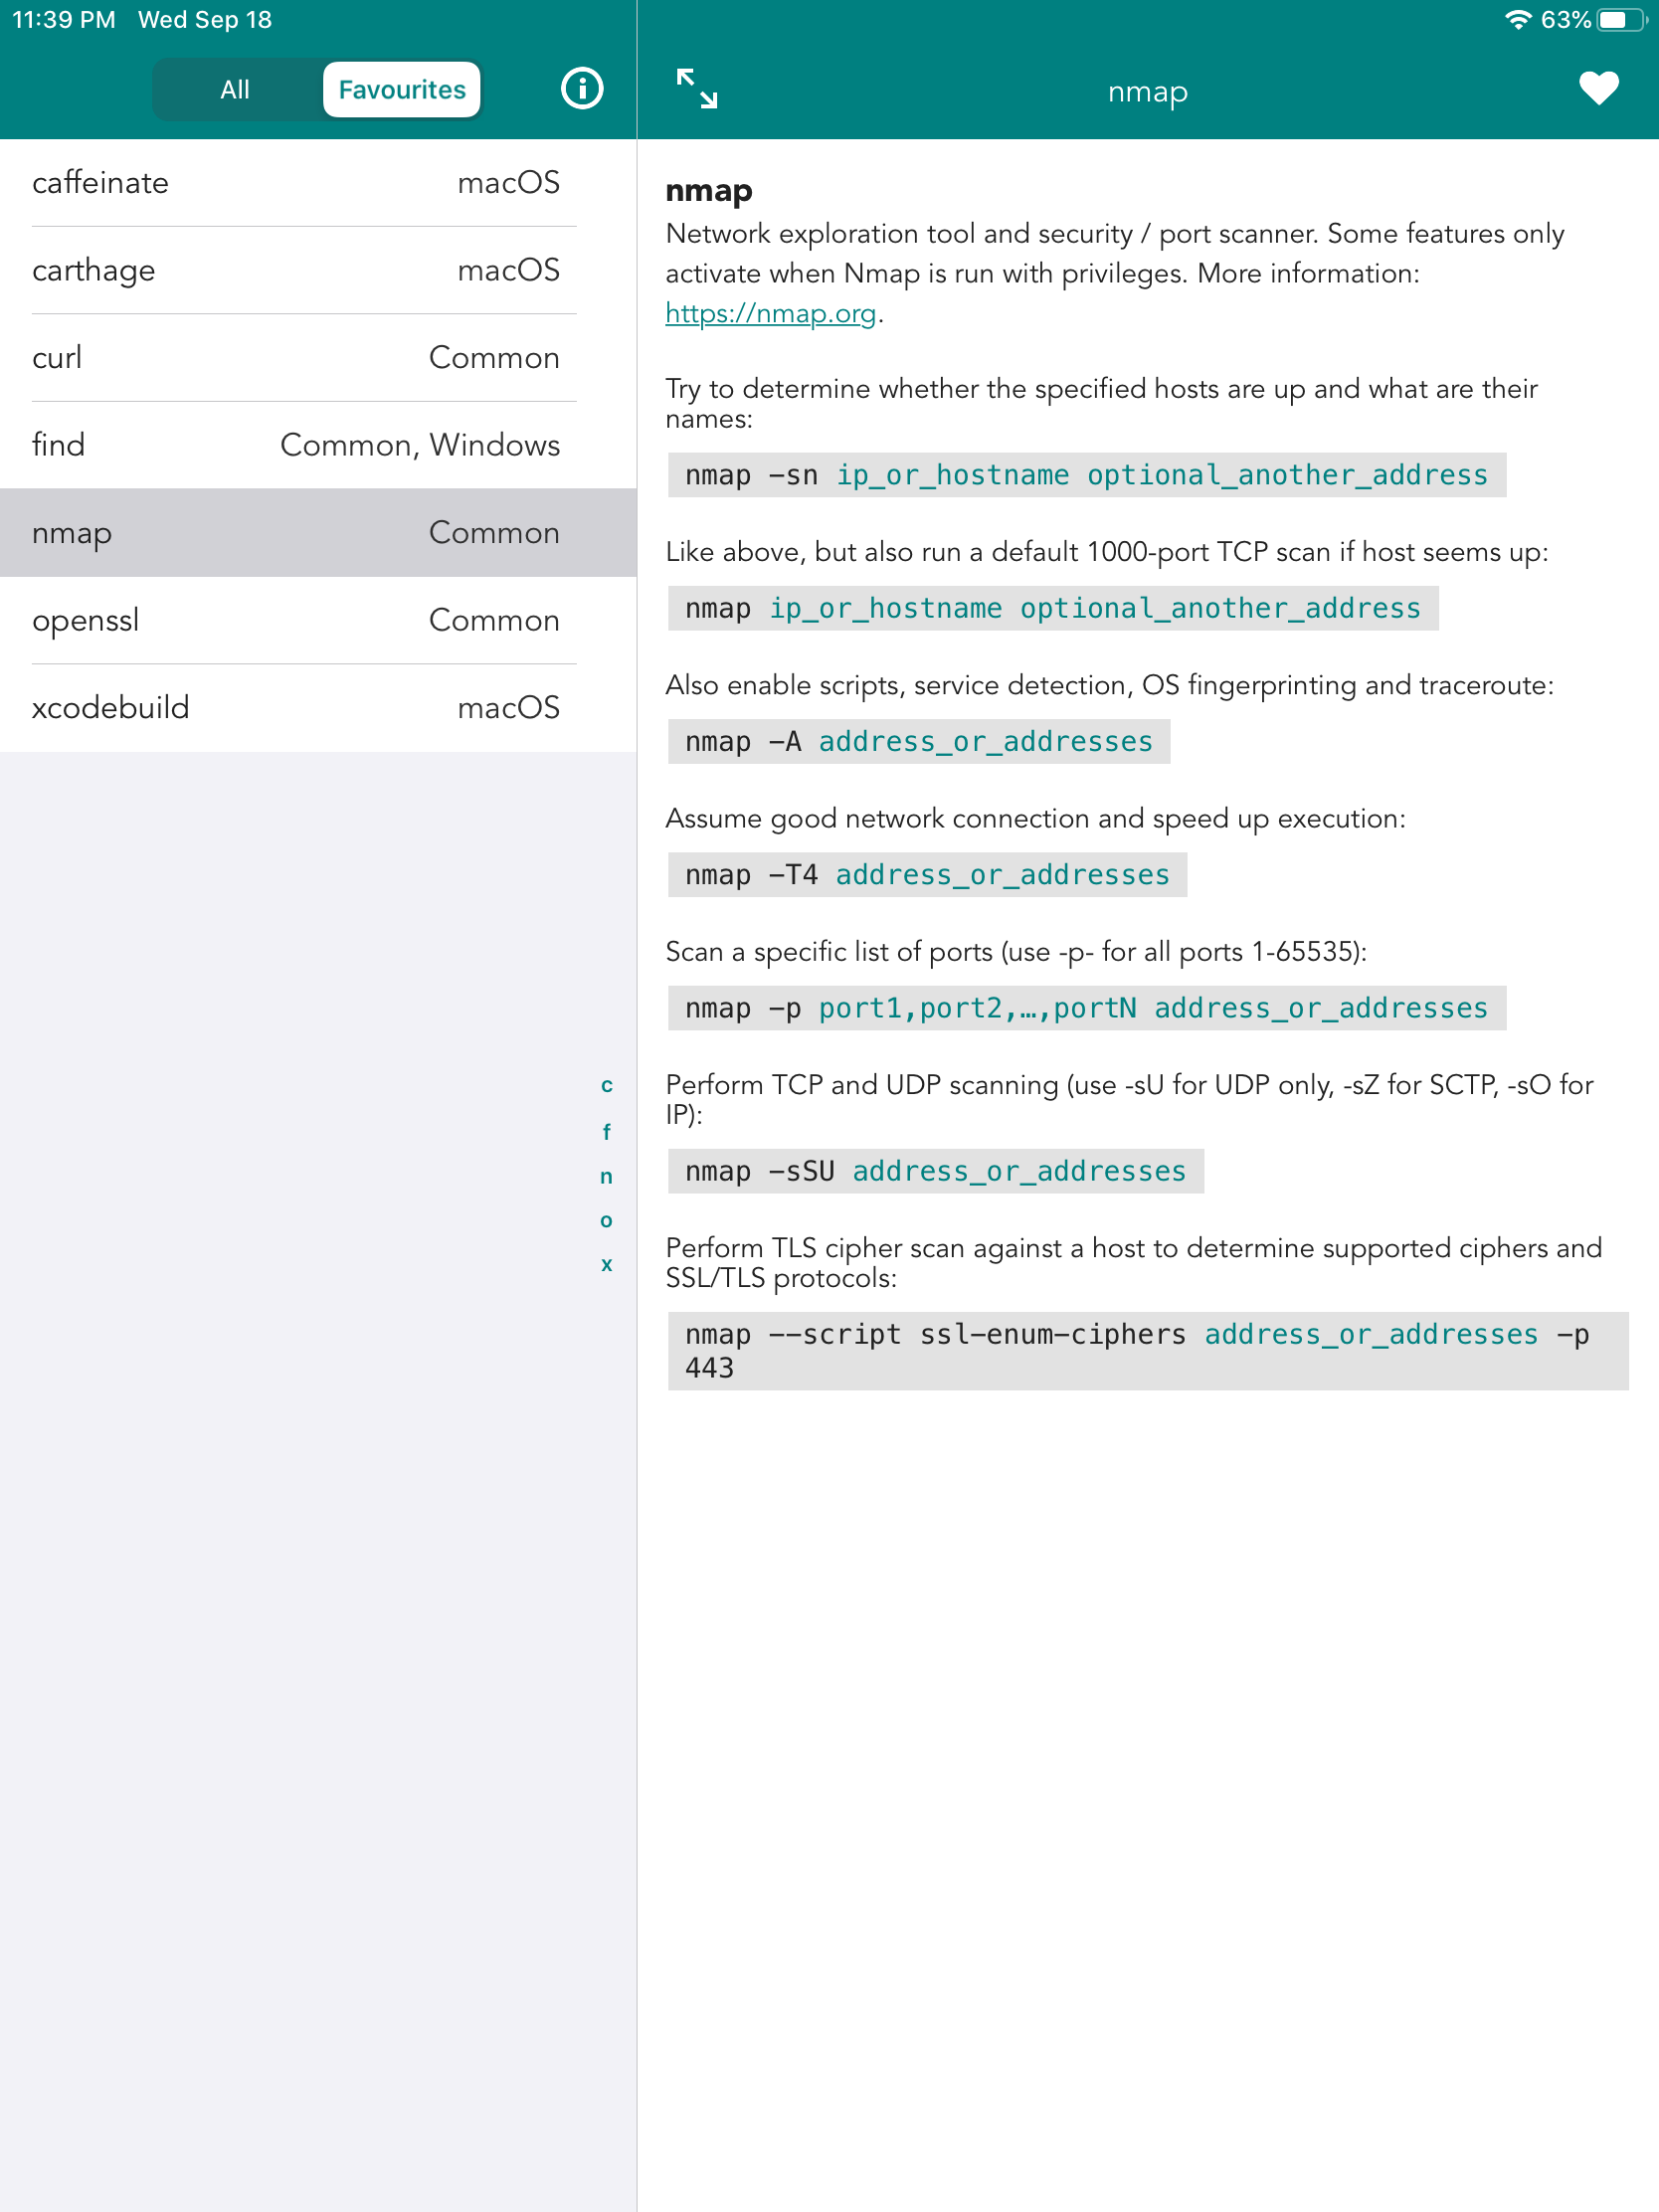 11:39 PM Wed Sep 18 63%
All Favourites nmap
caffeinate macOS
carthage macOS
curl Common
find Common, Windows
nmap Common
openssl Common
xcodebuild macOS
c
f
n
o
x
nmap
Network exploration tool and security / port scanner. Some features only
activate when Nmap is run with privileges. More information:
https://nmap.org.
Try to determine whether the specified hosts are up and what are their
names:
nmap -sn ip_or_hostname optional_another_address
Like above, but also run a default 1000-port TCP scan if host seems up:
nmap ip_or_hostname optional_another_address
Also enable scripts, service detection, OS fingerprinting and traceroute:
nmap -A address_or_addresses
Assume good network connection and speed up execution:
nmap -T4 address_or_addresses
Scan a specific list of ports (use -p- for all ports 1-65535):
nmap -p port1,port2,…,portN address_or_addresses
Perform TCP and UDP scanning (use -sU for UDP only, -sZ for SCTP, -sO for
IP):
nmap -sSU address_or_addresses
Perform TLS cipher scan against a host to determine supported ciphers and
SSL/TLS protocols:
nmap --script ssl-enum-ciphers address_or_addresses -p
443